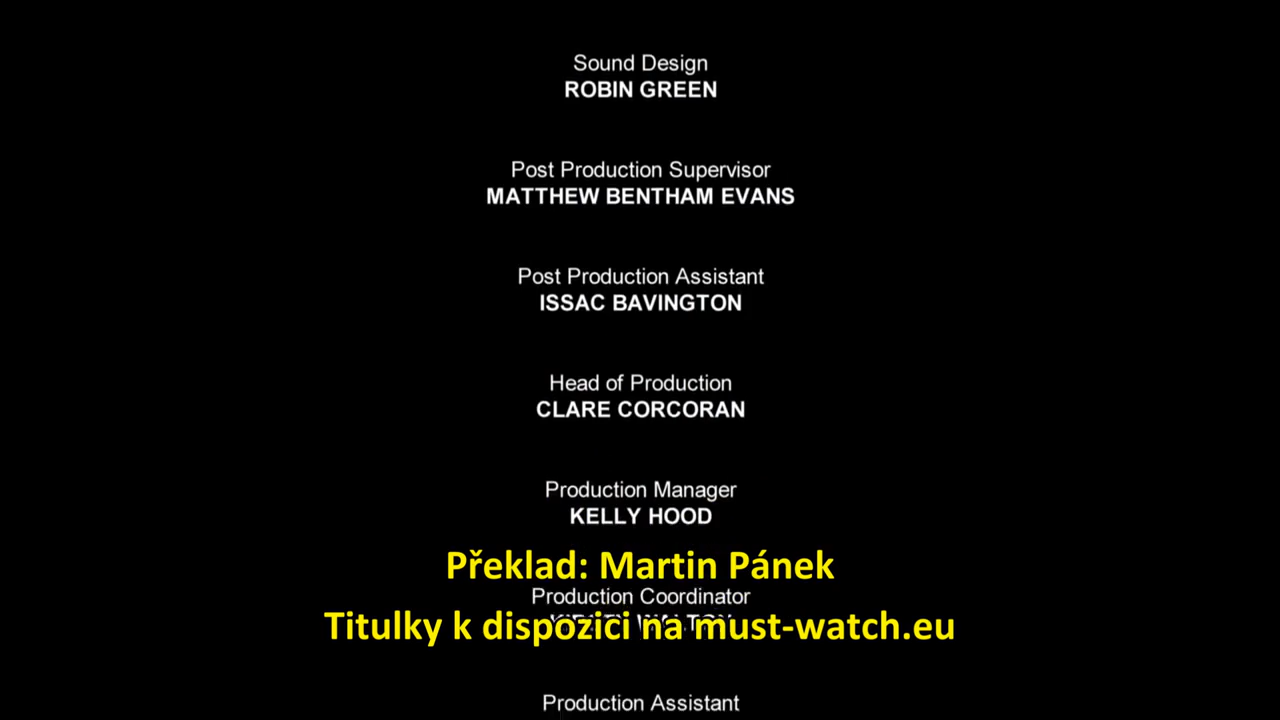 Sound Design
ROBIN GREEN
Post Production Supervisor
MATTHEW BENTHAM EVANS
Post Production Assistant
ISSAC BAVINGTON
Head of Production
CLARE CORCORAN
Production Manager
KELLY HOOD
Překlad: Martin Pánek
Production Coordinator
Titulky k dispozici na must-watch.eu
Production Assistant